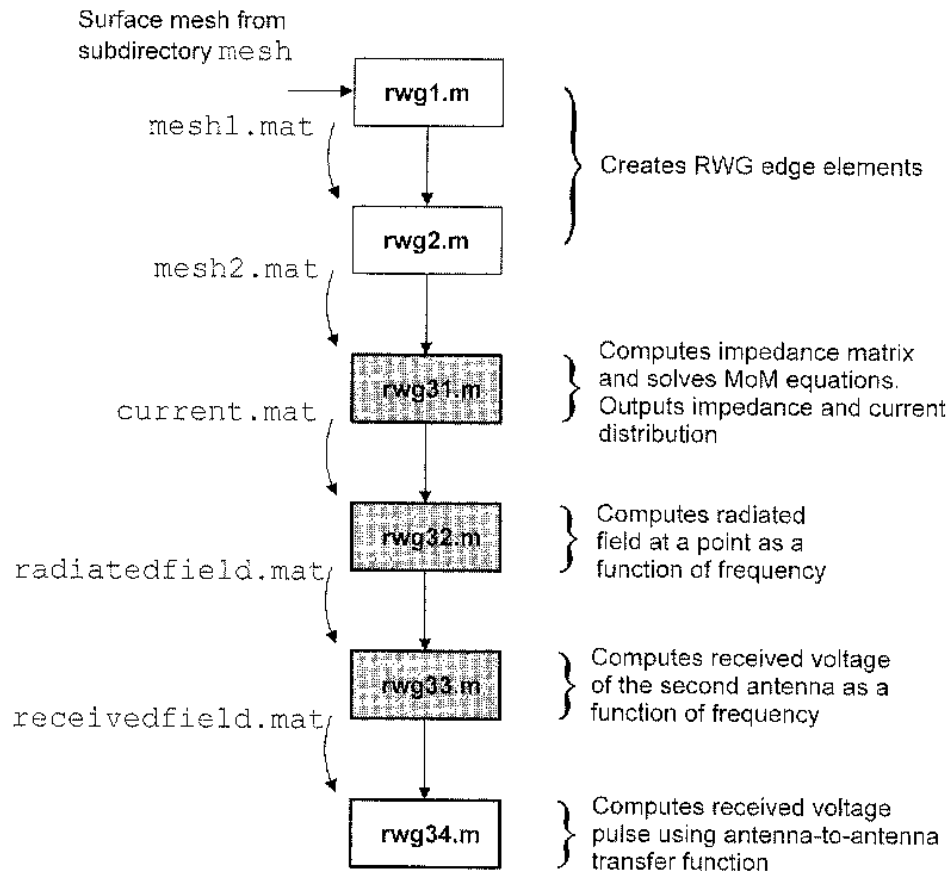 Surface mesh from
subdirectory mesh
rwg1.m
mesh1.mat
Creates RWG edge elements
rwg2.m
mesh2.mat
rwg31.m
Computes impedance matrix
and solves MoM equations.
Outputs impedance and current
distribution
current.mat
rwg32.m
Computes radiated
field at a point as a
function of frequency
radiatedfield.mat
rwg33.m
Computes received voltage
of the second antenna as a
function of frequency
receivedfield.mat
rwg34.m
Computes received voltage
pulse using antenna-to-antenna
transfer function